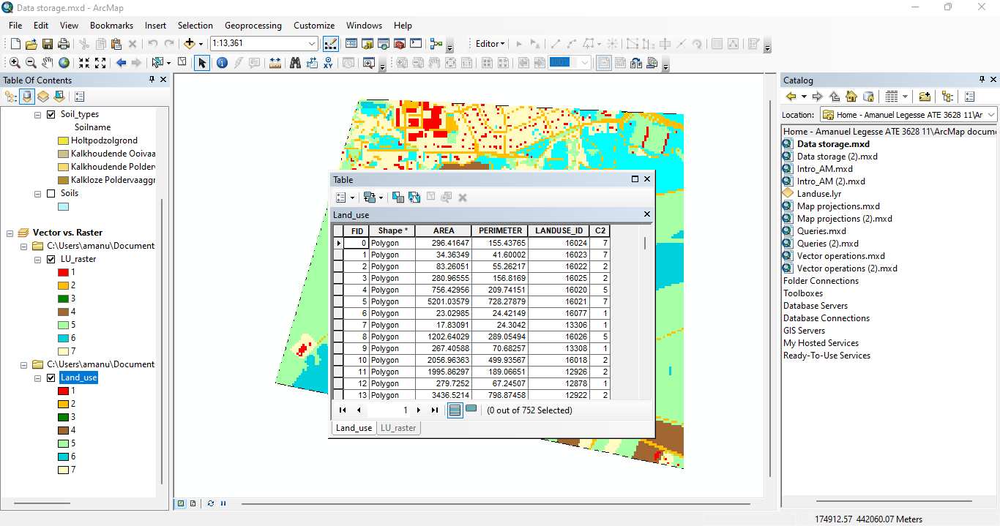 Data storage.mxd - ArcMap
File Edit View Bookmarks Insert Selection Geoprocessing Customize Windows Help
1:13,361
Editor
100%
Table Of Contents
Soil_types
Soilname
Holtpodzolgrond
Kalkhoudende Ooivaa
Kalkhoudende Polder
Kalkloze Poldervaaggr
Soils
Vector vs. Raster
C:\Users\amanu\Document
LU_raster
1
2
3
4
5
6
7
C:\Users\amanu\Document
Land_use
1
2
3
4
5
6
7
Table
Land_use
FID Shape * AREA PERIMETER LANDUSE_ID C2
0 Polygon 296.41647 155.43765 16024 7
1 Polygon 34.36349 41.60002 16023 7
2 Polygon 83.26051 55.26217 16022 2
3 Polygon 280.96555 156.8169 16025 2
4 Polygon 756.42956 209.74151 16020 5
5 Polygon 5201.03579 728.27879 16021 7
6 Polygon 23.02985 24.42149 16077 1
7 Polygon 17.83091 24.3042 13306 1
8 Polygon 1202.64029 289.05494 16026 5
9 Polygon 267.40588 70.68257 13308 1
10 Polygon 2056.96363 499.93567 16018 2
11 Polygon 1995.86297 189.06651 12926 2
12 Polygon 279.7252 67.24507 12878 1
13 Polygon 3436.5214 798.87458 12922 2
1 (0 out of 752 Selected)
Land_use LU_raster
Catalog
Location: Home - Amanuel Legesse ATE 3628 11\Ar
Home - Amanuel Legesse ATE 3628 11\ArcMap docume
Data storage.mxd
Data storage (2).mxd
Intro_AM.mxd
Intro_AM (2).mxd
Landuse.lyr
Map projections.mxd
Map projections (2).mxd
Queries.mxd
Queries (2).mxd
Vector operations.mxd
Vector operations (2).mxd
Folder Connections
Toolboxes
Database Servers
Database Connections
GIS Servers
My Hosted Services
Ready-To-Use Services
174912.57 442060.07 Meters